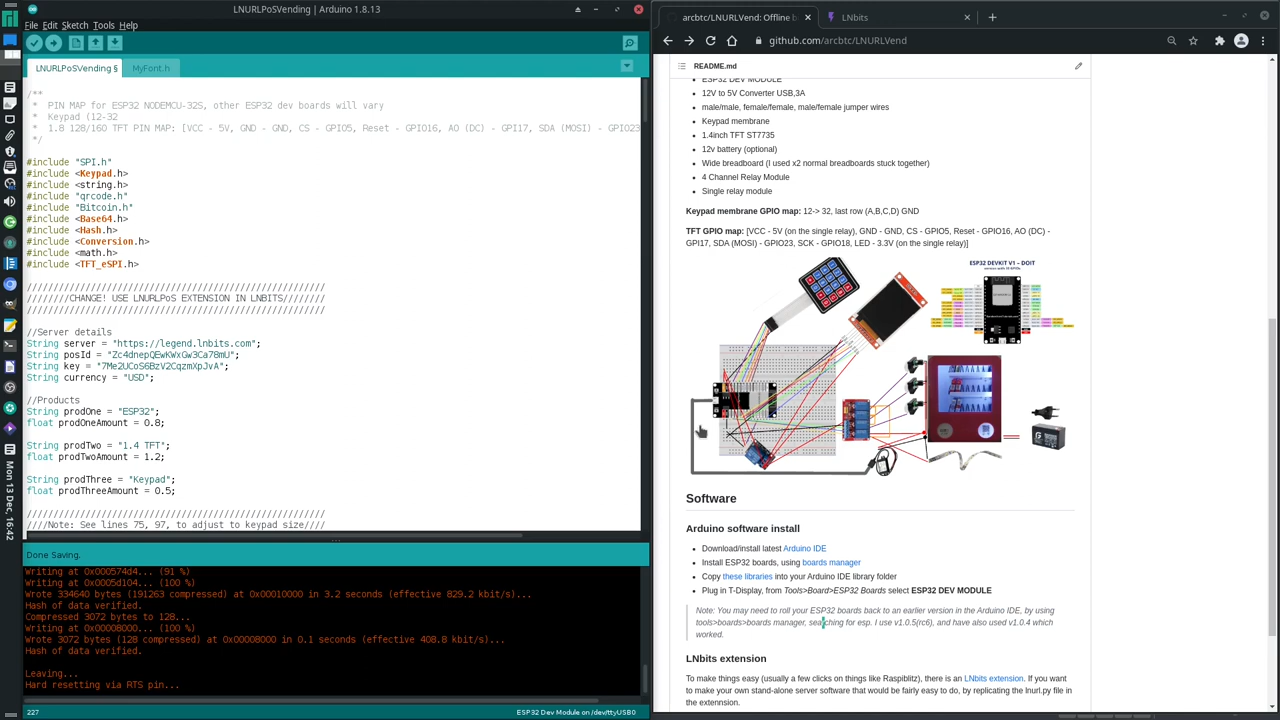 LNURLPoSVending | Arduino 1.8.13
File Edit Sketch Tools Help
LNURLPoSVending §
MyFont.h
/**
 *  PIN MAP for ESP32 NODEMCU-32S, other ESP32 dev boards will vary
 *  Keypad (12-32
 *  1.8 128/160 TFT PIN MAP: [VCC - 5V, GND - GND, CS - GPIO5, Reset - GPIO16, AO (DC) - GPI17, SDA (MOSI) - GPIO23
 */
#include "SPI.h"
#include <Keypad.h>
#include <string.h>
#include "qrcode.h"
#include "Bitcoin.h"
#include <Base64.h>
#include <Hash.h>
#include <Conversion.h>
#include <math.h>
#include <TFT_eSPI.h>
/////////////////////////////////////////////////////////
////////CHANGE! USE LNURLPoS EXTENSION IN LNBITS////////
/////////////////////////////////////////////////////////
//Server details
String server = "https://legend.lnbits.com";
String posId = "Zc4dnepQEwKWxGw3Ca78mU";
String key = "7Me2UCoS6BzV2CqzmXpJvA";
String currency = "USD";
//Products
String prodOne = "ESP32";
float prodOneAmount = 0.8;
String prodTwo = "1.4 TFT";
float prodTwoAmount = 1.2;
String prodThree = "Keypad";
float prodThreeAmount = 0.5;
/////////////////////////////////////////////////////////
////Note: See lines 75, 97, to adjust to keypad size////
Done Saving.
Writing at 0x000574d4... (91 %)
Writing at 0x0005d104... (100 %)
Wrote 334640 bytes (191263 compressed) at 0x00010000 in 3.2 seconds (effective 829.2 kbit/s)...
Hash of data verified.
Compressed 3072 bytes to 128...
Writing at 0x00008000... (100 %)
Wrote 3072 bytes (128 compressed) at 0x00008000 in 0.1 seconds (effective 408.8 kbit/s)...
Hash of data verified.
Leaving...
Hard resetting via RTS pin...
227
ESP32 Dev Module on /dev/ttyUSB0
Mon 13 Dec, 16:42
arcbtc/LNURLVend: Offline b
LNbits
github.com/arcbtc/LNURLVend
README.md
ESP32 DEV MODULE
12V to 5V Converter USB,3A
male/male, female/female, male/female jumper wires
Keypad membrane
1.4inch TFT ST7735
12v battery (optional)
Wide breadboard (I used x2 normal breadboards stuck together)
4 Channel Relay Module
Single relay module
Keypad membrane GPIO map: 12-> 32, last row (A,B,C,D) GND
TFT GPIO map: [VCC - 5V (on the single relay), GND - GND, CS - GPIO5, Reset - GPIO16, AO (DC) -
GPI17, SDA (MOSI) - GPIO23, SCK - GPIO18, LED - 3.3V (on the single relay)]
ESP32 DEVKIT V1 – DOIT
Software
Arduino software install
Download/install latest Arduino IDE
Install ESP32 boards, using boards manager
Copy these libraries into your Arduino IDE library folder
Plug in T-Display, from Tools>Board>ESP32 Boards select ESP32 DEV MODULE
Note: You may need to roll your ESP32 boards back to an earlier version in the Arduino IDE, by using
tools>boards>boards manager, searching for esp. I use v1.0.5(rc6), and have also used v1.0.4 which
worked.
LNbits extension
To make things easy (usually a few clicks on things like Raspiblitz), there is an LNbits extension. If you want
to make your own stand-alone server software that would be fairly easy to do, by replicating the lnurl.py file in
the extennsion.